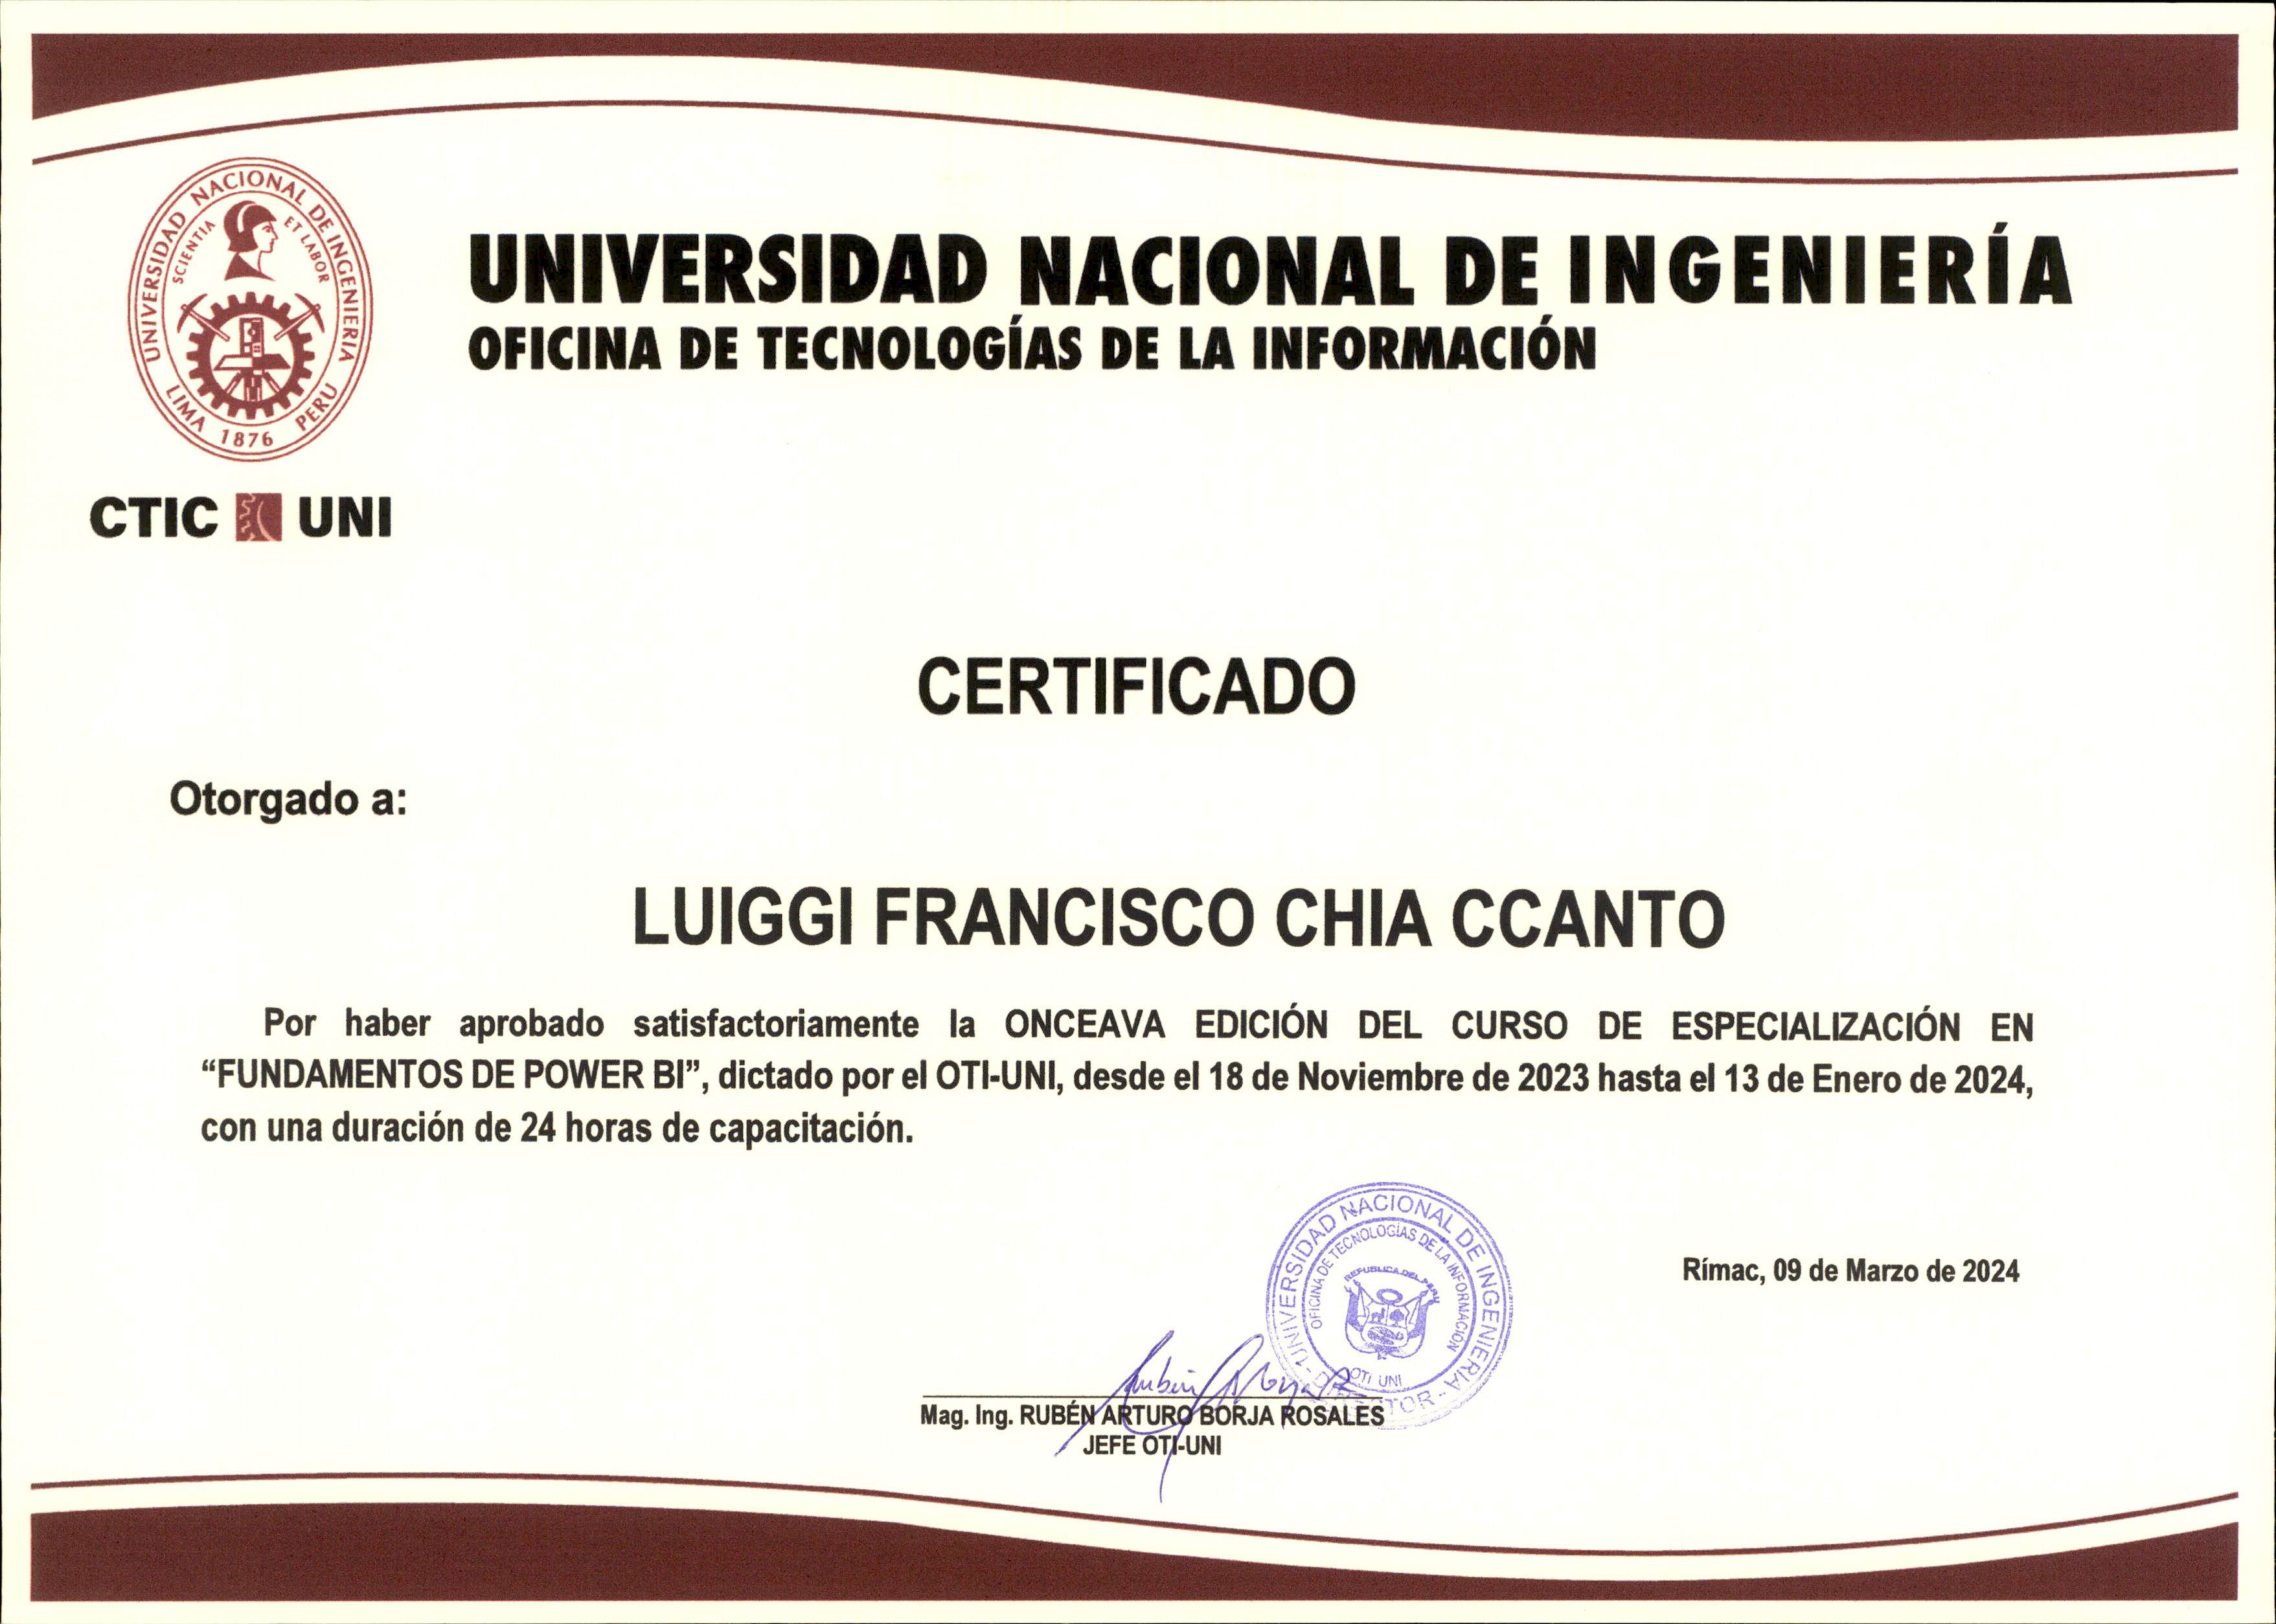 UNIVERSIDAD NACIONAL DE INGENIERIA
SCIENTIA ET LABOR
LIMA 1876 PERU
CTIC UNI
UNIVERSIDAD NACIONAL DE INGENIERÍA
OFICINA DE TECNOLOGÍAS DE LA INFORMACIÓN
CERTIFICADO
Otorgado a:
LUIGGI FRANCISCO CHIA CCANTO
Por haber aprobado satisfactoriamente la ONCEAVA EDICIÓN DEL CURSO DE ESPECIALIZACIÓN EN
“FUNDAMENTOS DE POWER BI”, dictado por el OTI-UNI, desde el 18 de Noviembre de 2023 hasta el 13 de Enero de 2024,
con una duración de 24 horas de capacitación.
Rímac, 09 de Marzo de 2024
UNIVERSIDAD NACIONAL DE INGENIERIA
OFICINA DE TECNOLOGÍAS DE LA INFORMACIÓN
REPUBLICA DEL PERU
OTI UNI
Mag. Ing. RUBÉN ARTURO BORJA ROSALES
JEFE OTI-UNI